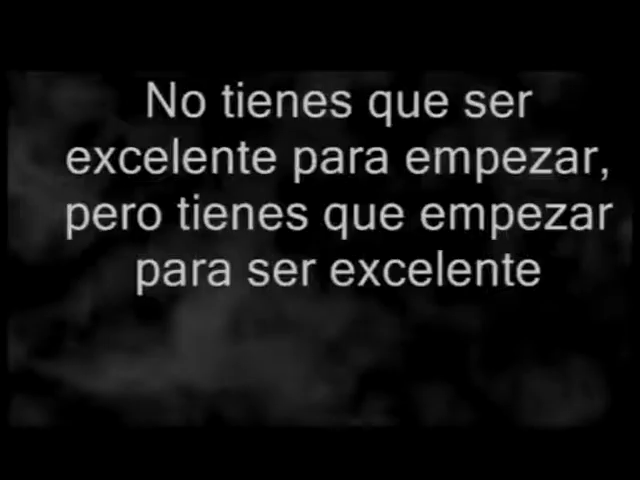 No tienes que ser
excelente para empezar,
pero tienes que empezar
para ser excelente